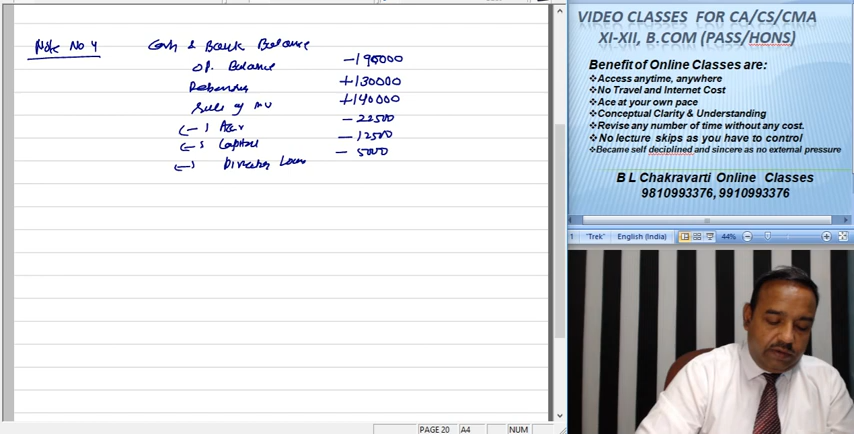 Note No 4
Cash & Bank Balance
OP. Balance -195000
Debentures +130000
Sale of +140000
(-) -22500
(-) Capital -12500
(-) Director Loan -5000
PAGE 20 A4 NUM
VIDEO CLASSES FOR CA/CS/CMA
XI-XII, B.COM (PASS/HONS)
Benefit of Online Classes are:
❖Access anytime, anywhere
❖No Travel and Internet Cost
❖Ace at your own pace
❖Conceptual Clarity & Understanding
❖Revise any number of time without any cost.
❖No lecture skips as you have to control
❖Became self deciplined and sincere as no external pressure
B L Chakravarti Online Classes
9810993376, 9910993376
1 "Trek" English (India) 44%